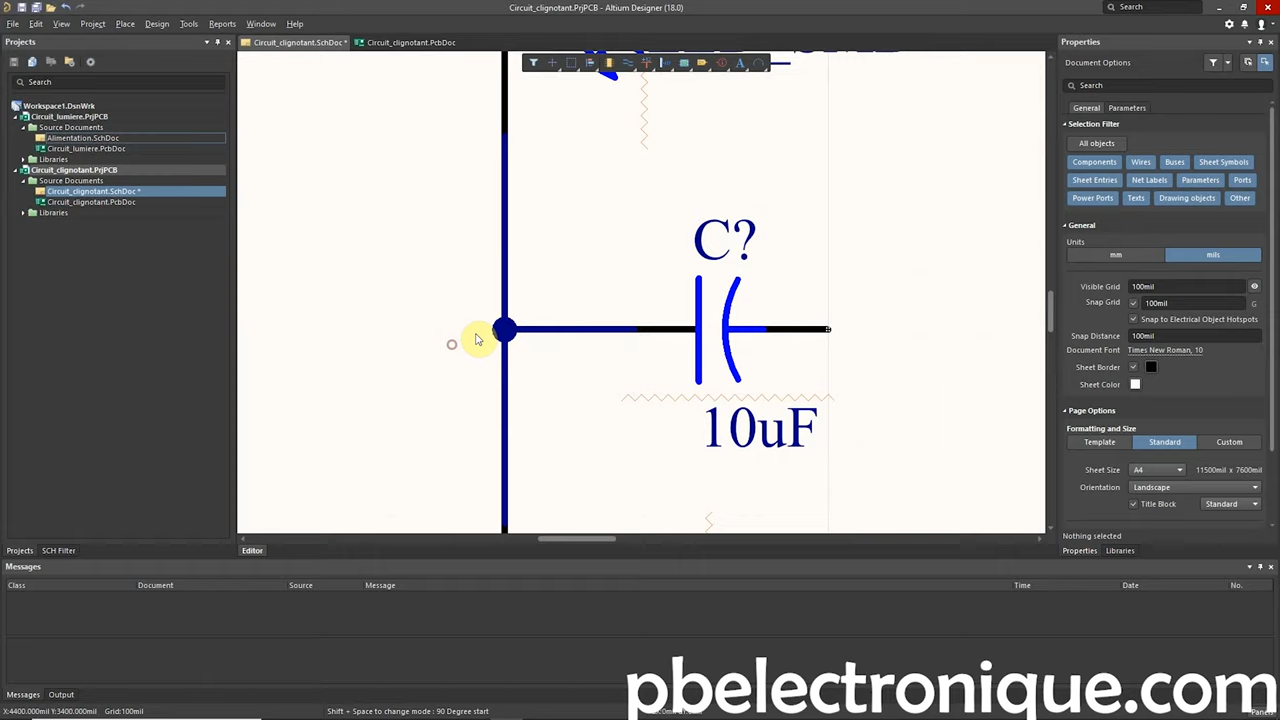 Circuit_clignotant.PrjPCB - Altium Designer (18.0)
Search
File Edit View Project Place Design Tools Reports Window Help
Projects
Circuit_clignotant.SchDoc *
Circuit_clignotant.PcbDoc
Properties
Document Options
Search
Search
Workspace1.DsnWrk
Circuit_lumiere.PrjPCB
Source Documents
Alimentation.SchDoc
Circuit_lumiere.PcbDoc
Libraries
Circuit_clignotant.PrjPCB
Source Documents
Circuit_clignotant.SchDoc *
Circuit_clignotant.PcbDoc
Libraries
C?
10uF
General Parameters
Selection Filter
All objects
Components Wires Buses Sheet Symbols
Sheet Entries Net Labels Parameters Ports
Power Ports Texts Drawing objects Other
General
Units
mm mils
Visible Grid 100mil
Snap Grid 100mil G
Snap to Electrical Object Hotspots
Snap Distance 100mil
Document Font Times New Roman, 10
Sheet Border
Sheet Color
Page Options
Formatting and Size
Template Standard Custom
Sheet Size A4 11500mil x 7600mil
Orientation Landscape
Title Block Standard
Nothing selected
Projects SCH Filter
Editor
Properties Libraries
Messages
Class Document Source Message Time Date No.
Messages Output
X:4400.000mil Y:3400.000mil Grid:100mil
Shift + Space to change mode : 90 Degree start
Panels
pbelectronique.com